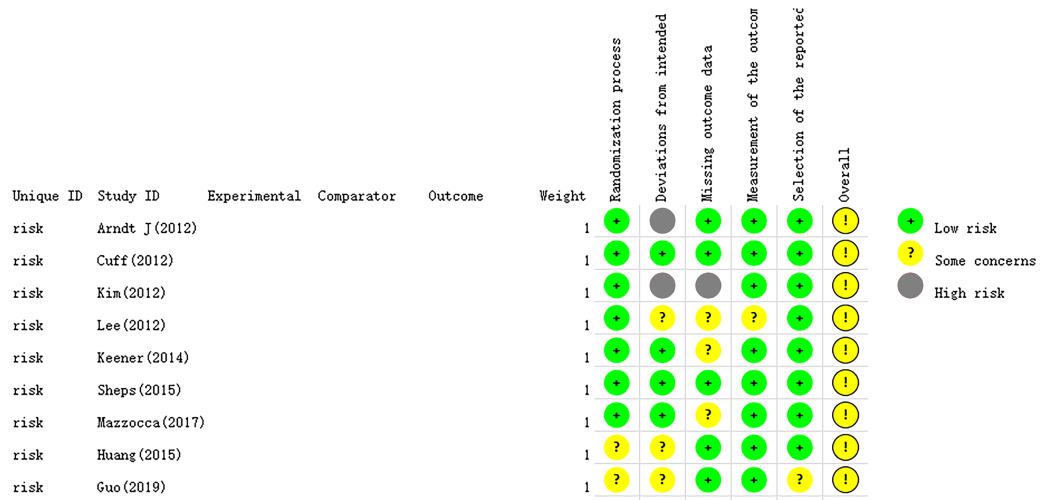 Randomization process
Deviations from intended
Missing outcome data
Measurement of the outcom
Selection of the reported
Overall
Unique ID Study ID Experimental Comparator Outcome Weight
risk Arndt J(2012) 1 + + + + !
Low risk +
risk Cuff(2012) 1 + + + + + !
Some concerns ?
risk Kim(2012) 1 + + + !
High risk
risk Lee(2012) 1 + ? ? ? + !
risk Keener(2014) 1 + + ? + + !
risk Sheps(2015) 1 + + + + + !
risk Mazzocca(2017) 1 + + ? + + !
risk Huang(2015) 1 ? ? + + + !
risk Guo(2019) 1 ? ? + + ? !